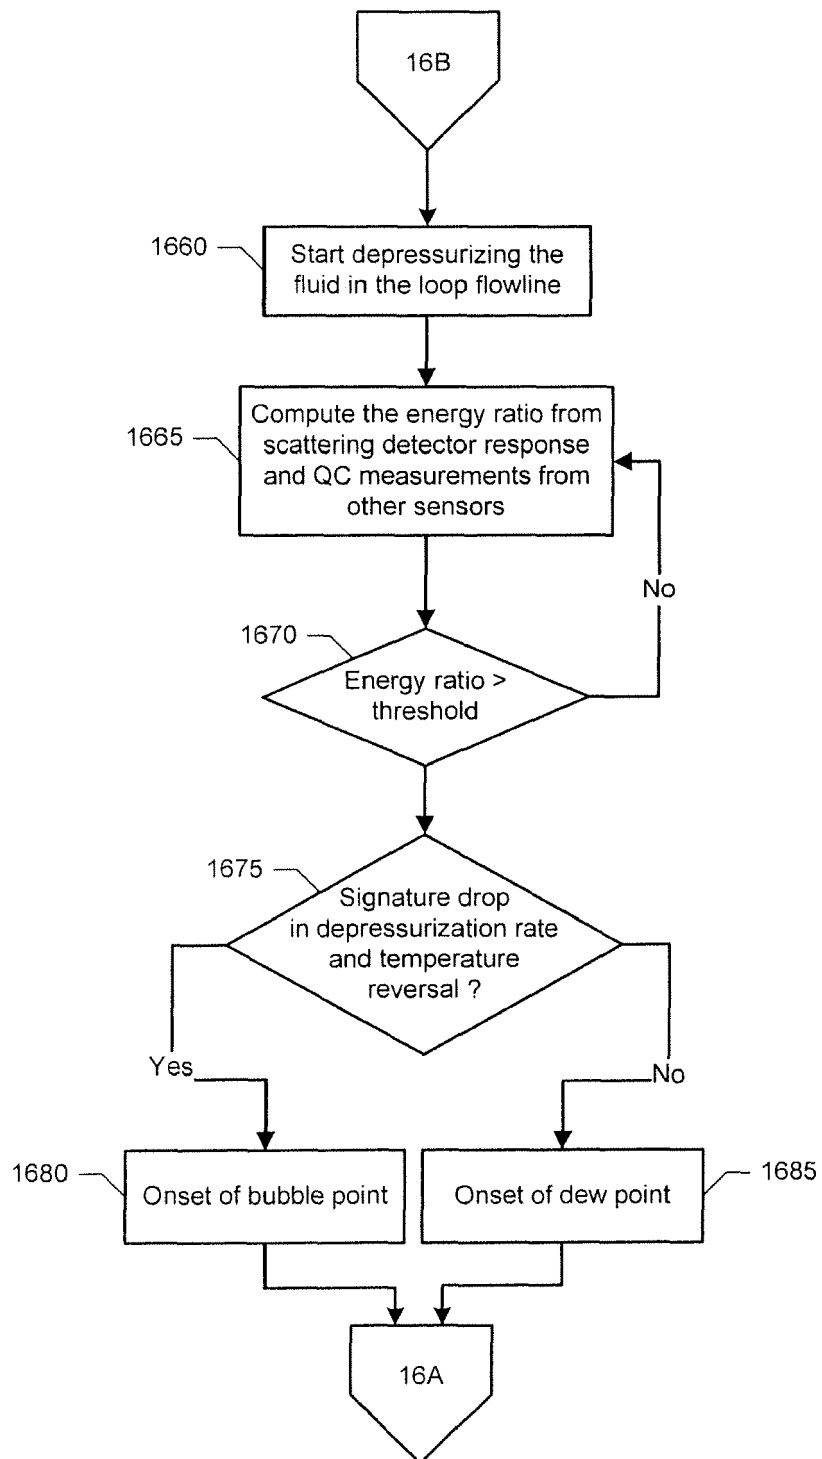 16B
1660
Start depressurizing the
fluid in the loop flowline
1665
Compute the energy ratio from
scattering detector response
and QC measurements from
other sensors
No
1670
Energy ratio >
threshold
1675
Signature drop
in depressurization rate
and temperature
reversal ?
Yes
No
1680
Onset of bubble point
Onset of dew point
1685
16A